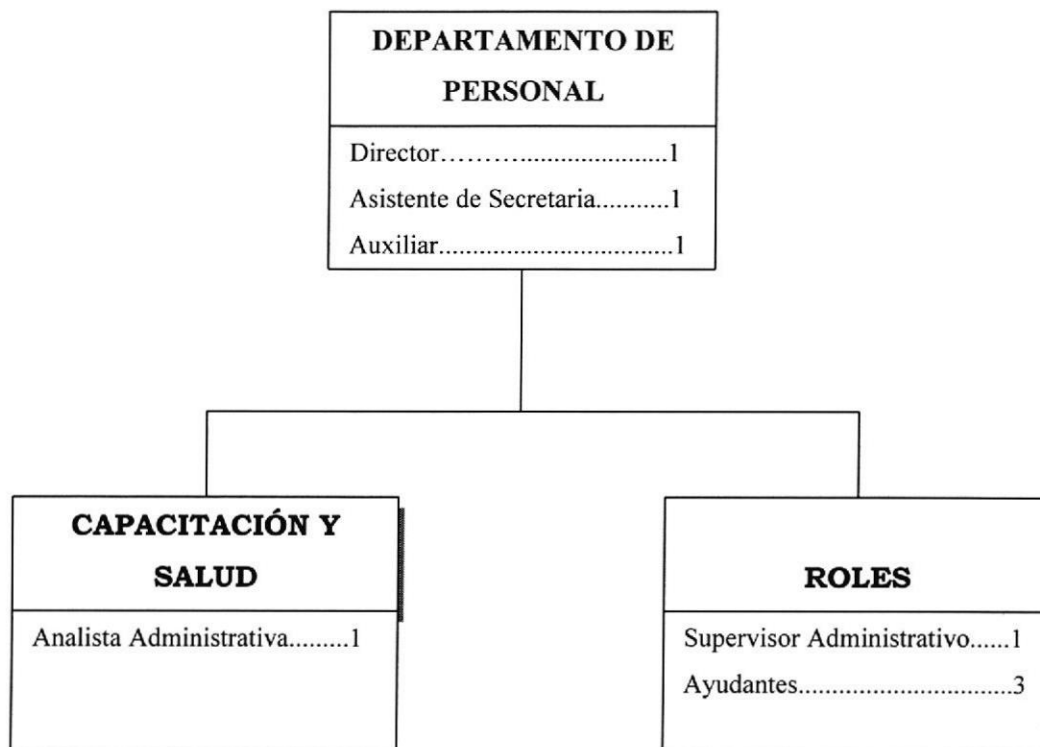 DEPARTAMENTO DE
PERSONAL
Director..............................1
Asistente de Secretaria...........1
Auxiliar...................................1
CAPACITACIÓN Y
SALUD
Analista Administrativa.........1
ROLES
Supervisor Administrativo......1
Ayudantes................................3